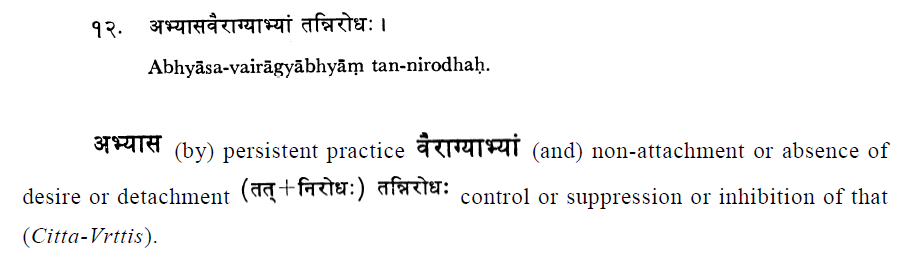 १२. अभ्यासवैराग्याभ्यां तन्निरोधः ।
Abhyāsa-vairāgyābhyāṃ tan-nirodhaḥ.
अभ्यास (by) persistent practice वैराग्याभ्यां (and) non-attachment or absence of
desire or detachment (तत्+निरोधः) तन्निरोधः control or suppression or inhibition of that
(Citta-Vrttis).